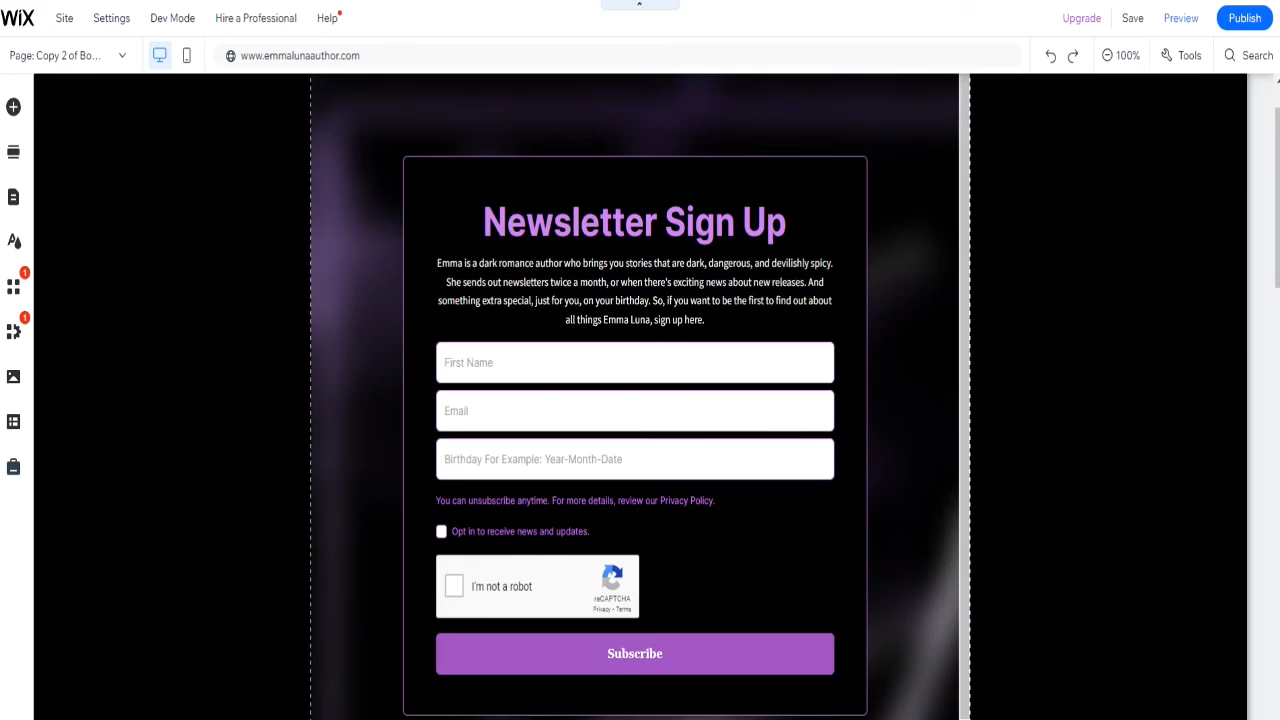 WiX Site Settings Dev Mode Hire a Professional Help Upgrade Save Preview Publish
Page: Copy 2 of Bo... www.emmalunaauthor.com 100% Tools Search
1
1
Newsletter Sign Up
Emma is a dark romance author who brings you stories that are dark, dangerous, and devilishly spicy.
She sends out newsletters twice a month, or when there's exciting news about new releases. And
something extra special, just for you, on your birthday. So, if you want to be the first to find out about
all things Emma Luna, sign up here.
First Name
Email
Birthday For Example: Year-Month-Date
You can unsubscribe anytime. For more details, review our Privacy Policy.
Opt in to receive news and updates.
I'm not a robot
reCAPTCHA
Privacy • Terms
Subscribe